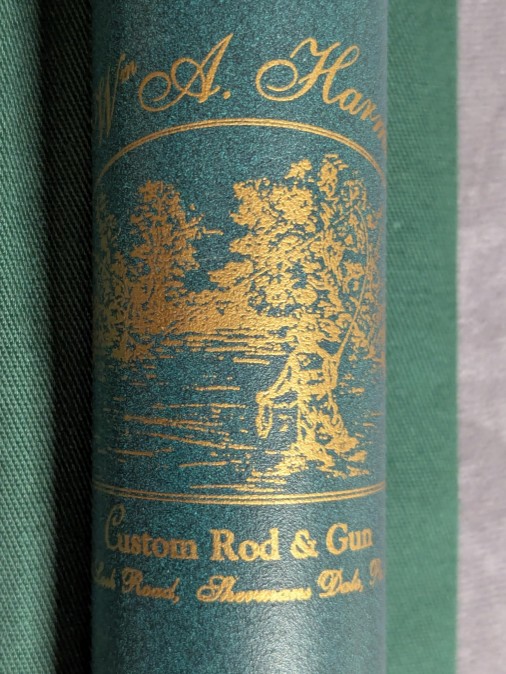 Wm A. Harm
Custom Rod & Gun
Road, Shermans Dale, P